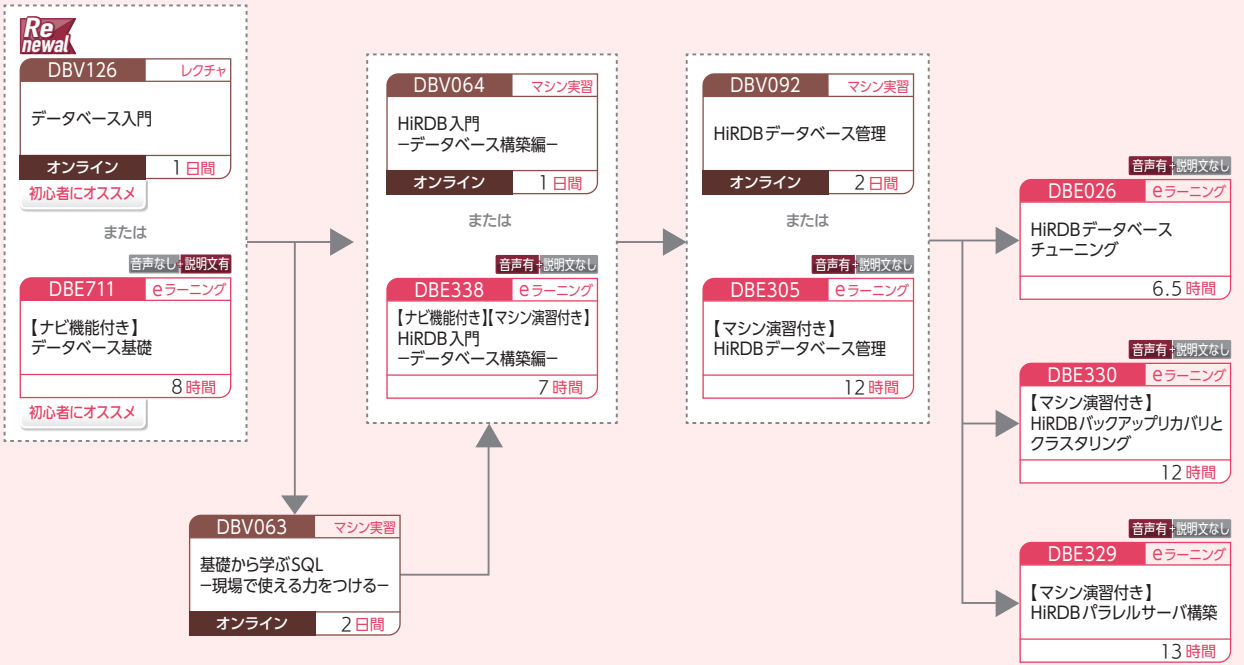 Re
newal
DBV126 レクチャ
データベース入門
オンライン 1日間
初心者にオススメ
または
音声なし+説明文有
DBE711 eラーニング
【ナビ機能付き】
データベース基礎
8時間
初心者にオススメ
DBV063 マシン実習
基礎から学ぶSQL
−現場で使える力をつける−
オンライン 2日間
DBV064 マシン実習
HiRDB入門
−データベース構築編−
オンライン 1日間
または
音声有+説明文なし
DBE338 eラーニング
【ナビ機能付き】【マシン演習付き】
HiRDB入門
−データベース構築編−
7時間
DBV092 マシン実習
HiRDBデータベース管理
オンライン 2日間
または
音声有+説明文なし
DBE305 eラーニング
【マシン演習付き】
HiRDBデータベース管理
12時間
音声有+説明文なし
DBE026 eラーニング
HiRDBデータベース
チューニング
6.5時間
音声有+説明文なし
DBE330 eラーニング
【マシン演習付き】
HiRDBバックアップリカバリと
クラスタリング
12時間
音声有+説明文なし
DBE329 eラーニング
【マシン演習付き】
HiRDBパラレルサーバ構築
13時間